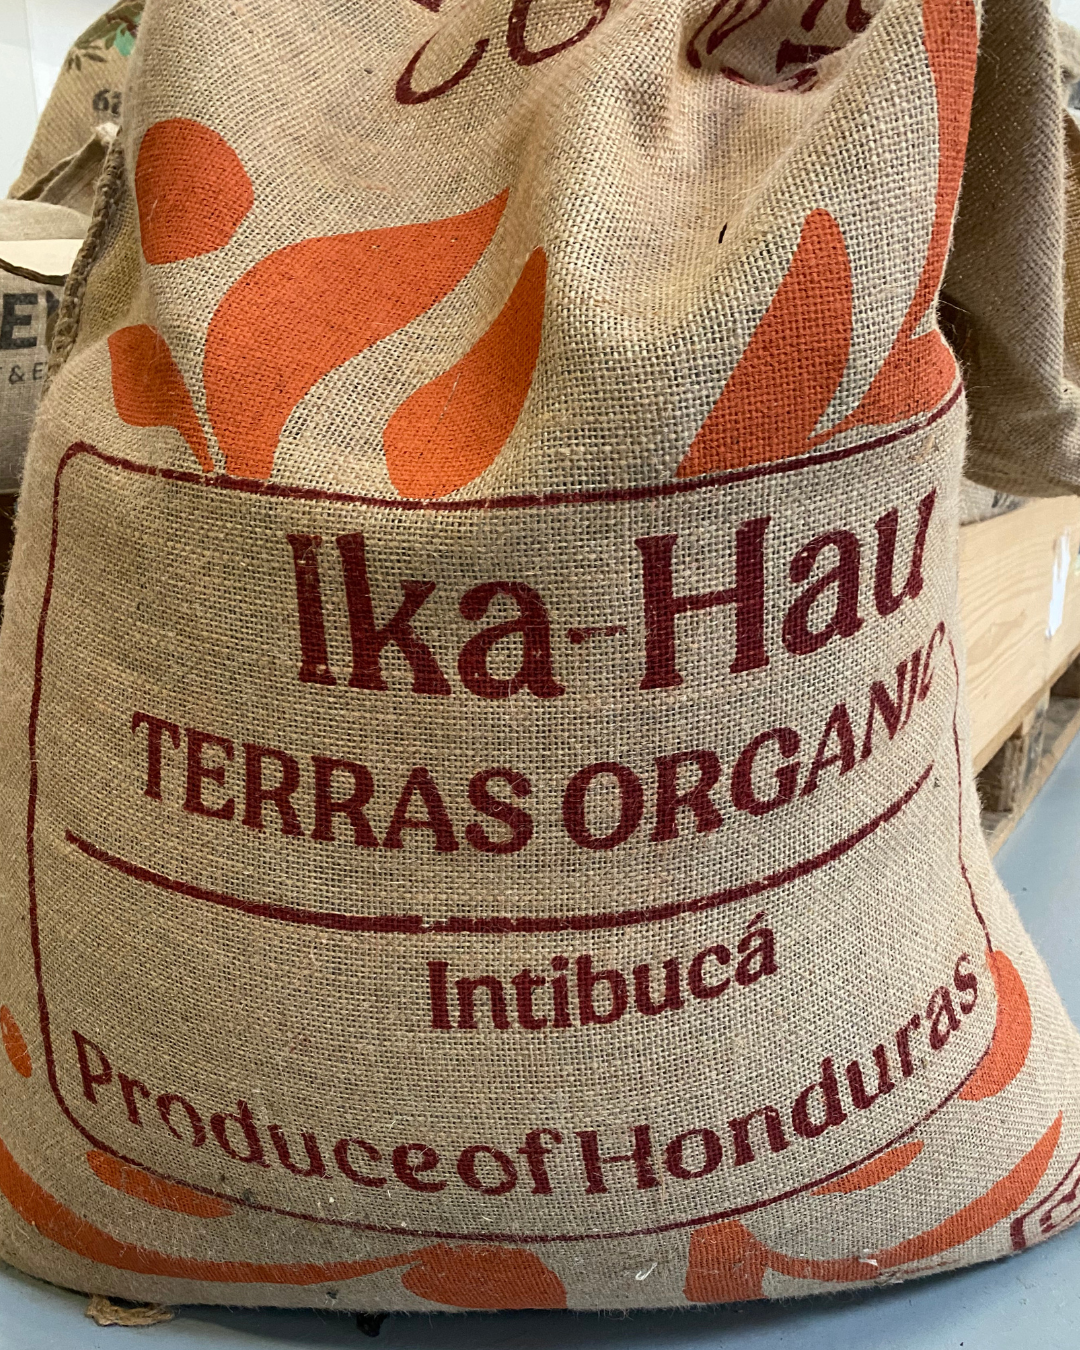 Ika-Hau
TERRAS ORGANIC
Intibucá
Produce of Honduras